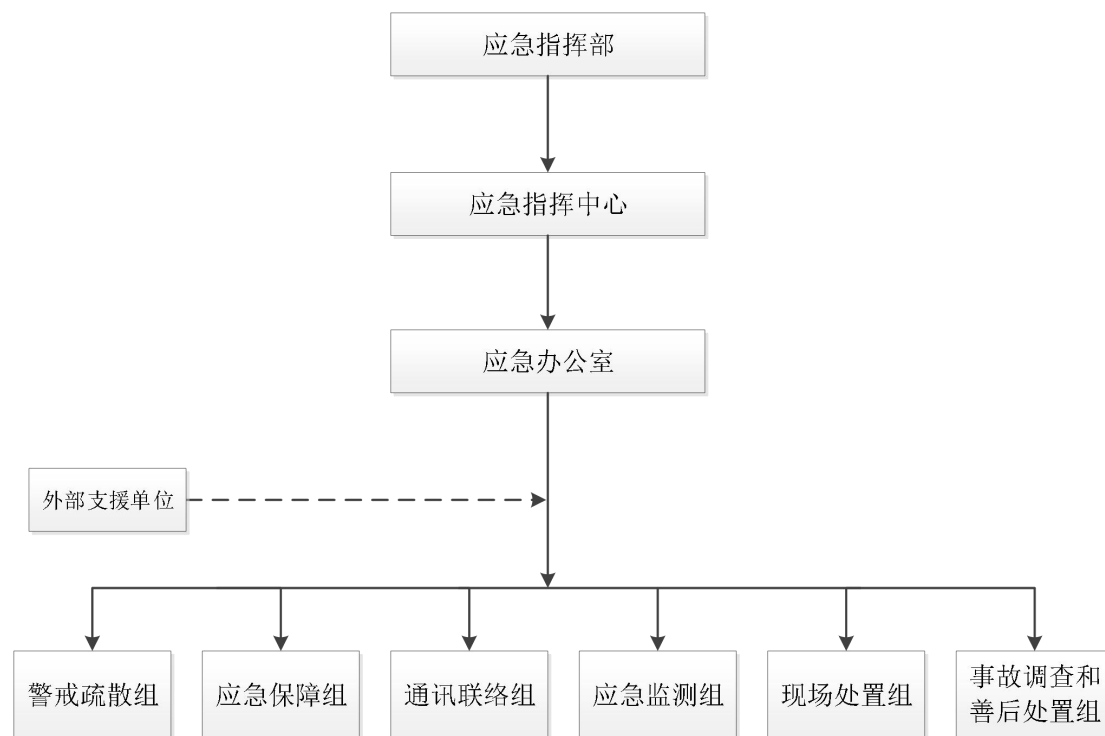 应急指挥部
应急指挥中心
应急办公室
外部支援单位
警戒疏散组
应急保障组
通讯联络组
应急监测组
现场处置组
事故调查和
善后处置组